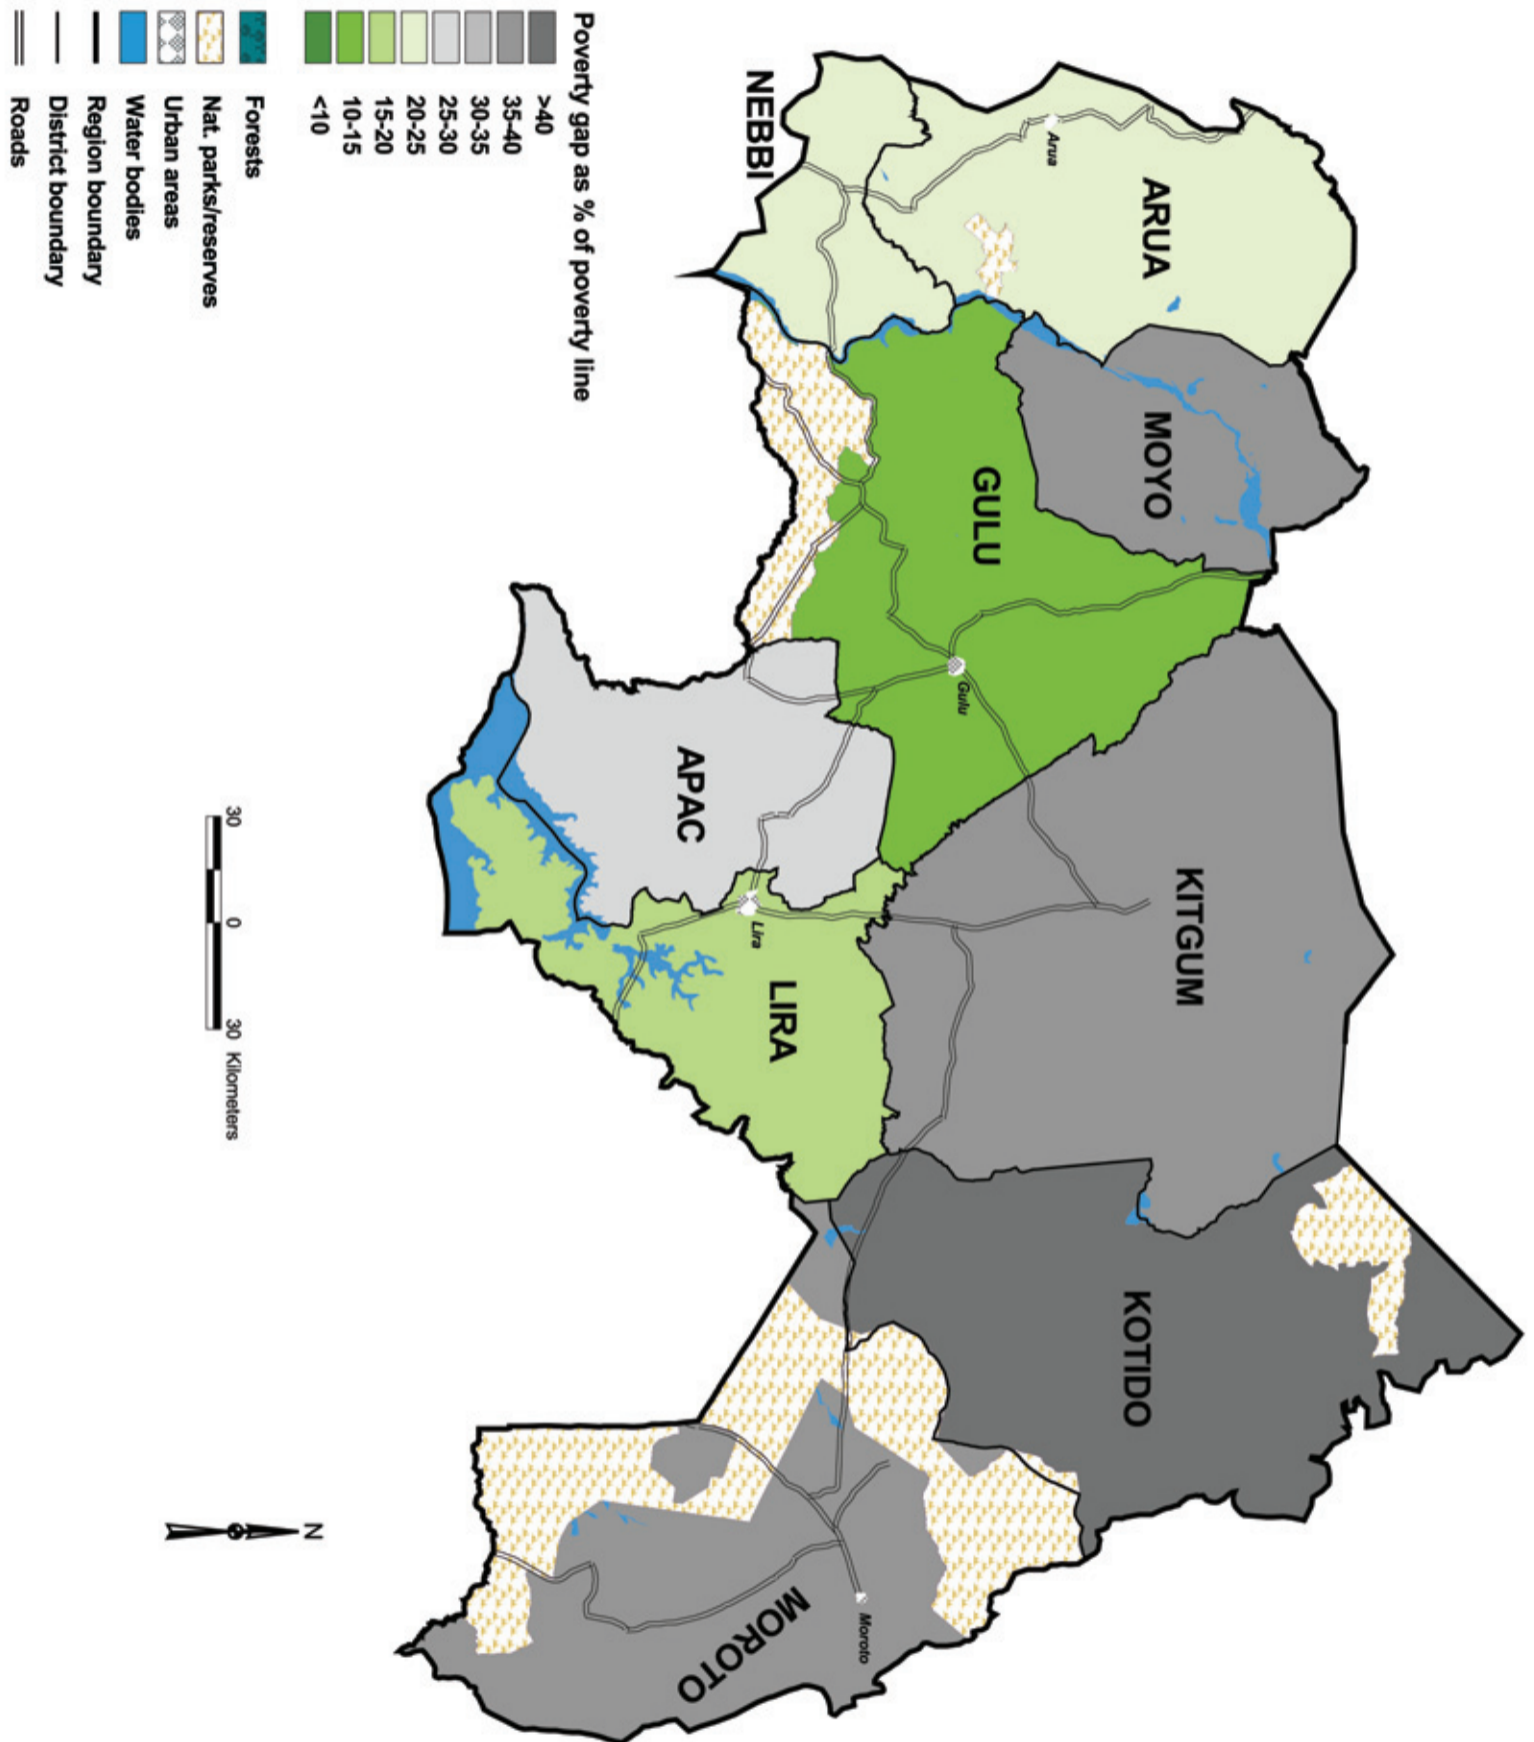 ARUA
Arua
NEBBI
MOYO
GULU
Gulu
KITGUM
APAC
LIRA
Lira
KOTIDO
MOROTO
Moroto
Poverty gap as % of poverty line
>40
35-40
30-35
25-30
20-25
15-20
10-15
<10
Forests
Nat. parks/reserves
Urban areas
Water bodies
Region boundary
District boundary
Roads
30 0 30 Kilometers
N